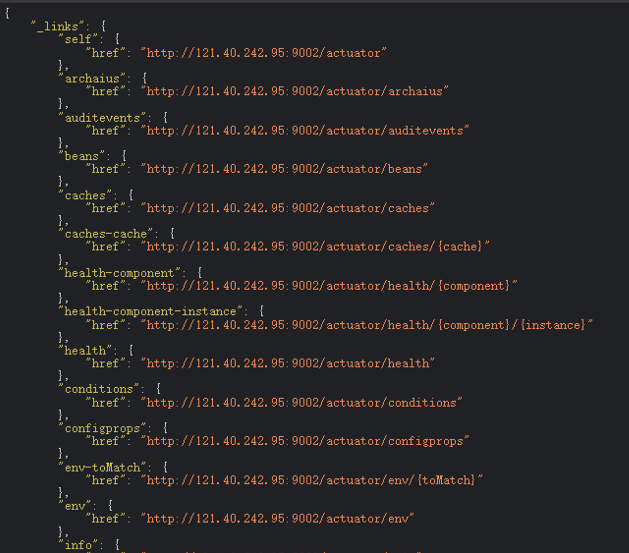 {
"_links": {
"self": {
"href": "http://121.40.242.95:9002/actuator"
},
"archaius": {
"href": "http://121.40.242.95:9002/actuator/archaius"
},
"auditevents": {
"href": "http://121.40.242.95:9002/actuator/auditevents"
},
"beans": {
"href": "http://121.40.242.95:9002/actuator/beans"
},
"caches": {
"href": "http://121.40.242.95:9002/actuator/caches"
},
"caches-cache": {
"href": "http://121.40.242.95:9002/actuator/caches/{cache}"
},
"health-component": {
"href": "http://121.40.242.95:9002/actuator/health/{component}"
},
"health-component-instance": {
"href": "http://121.40.242.95:9002/actuator/health/{component}/{instance}"
},
"health": {
"href": "http://121.40.242.95:9002/actuator/health"
},
"conditions": {
"href": "http://121.40.242.95:9002/actuator/conditions"
},
"configprops": {
"href": "http://121.40.242.95:9002/actuator/configprops"
},
"env-toMatch": {
"href": "http://121.40.242.95:9002/actuator/env/{toMatch}"
},
"env": {
"href": "http://121.40.242.95:9002/actuator/env"
},
"info": {